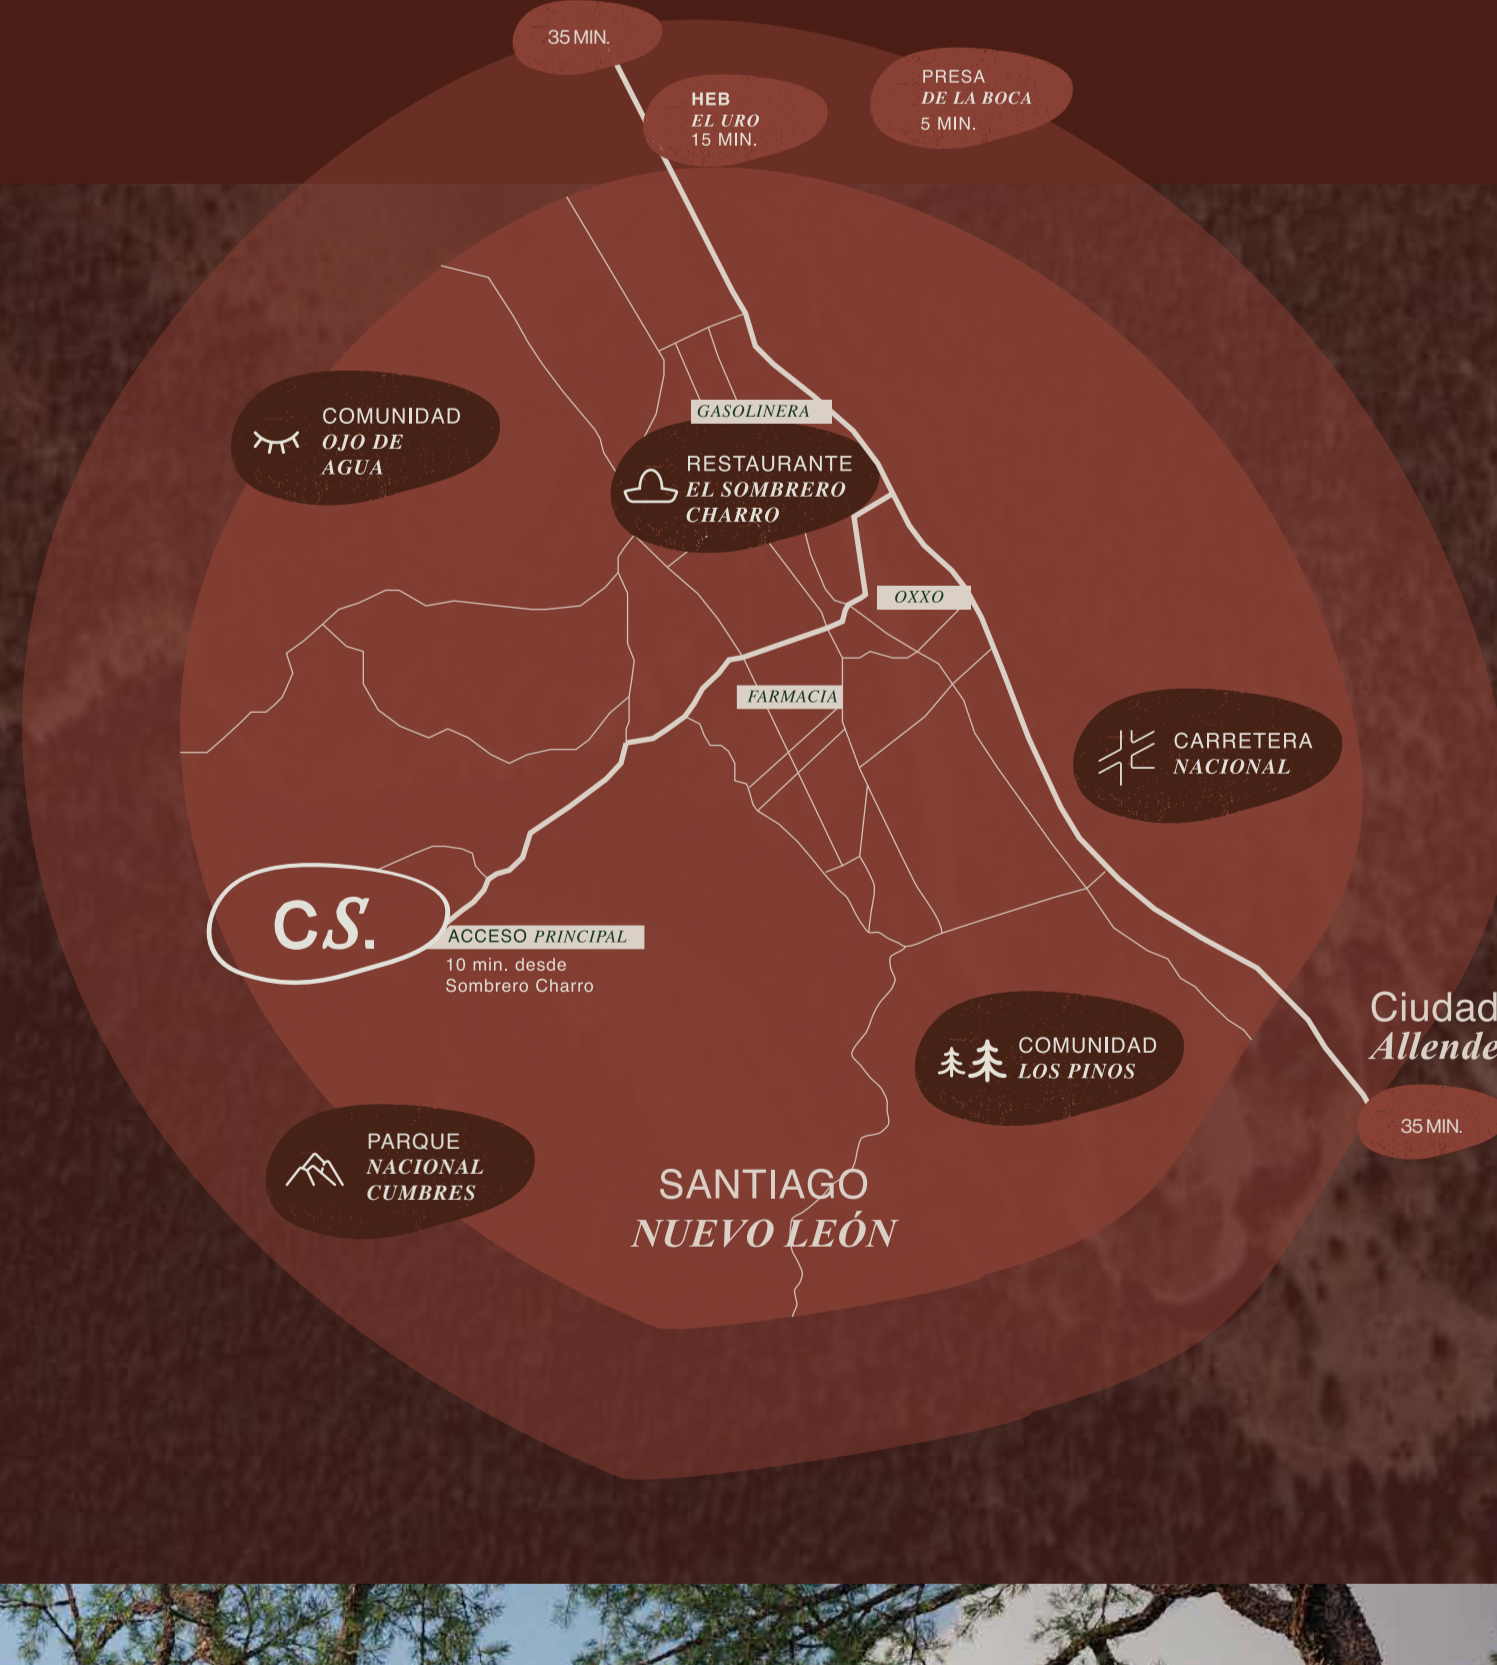 35 MIN.
HEB
EL URO
15 MIN.
PRESA
DE LA BOCA
5 MIN.
COMUNIDAD
OJO DE
AGUA
GASOLINERA
RESTAURANTE
EL SOMBRERO
CHARRO
OXXO
FARMACIA
CARRETERA
NACIONAL
CS.
ACCESO PRINCIPAL
10 min. desde
Sombrero Charro
Ciudad
Allende
35 MIN.
COMUNIDAD
LOS PINOS
PARQUE
NACIONAL
CUMBRES
SANTIAGO
NUEVO LEÓN